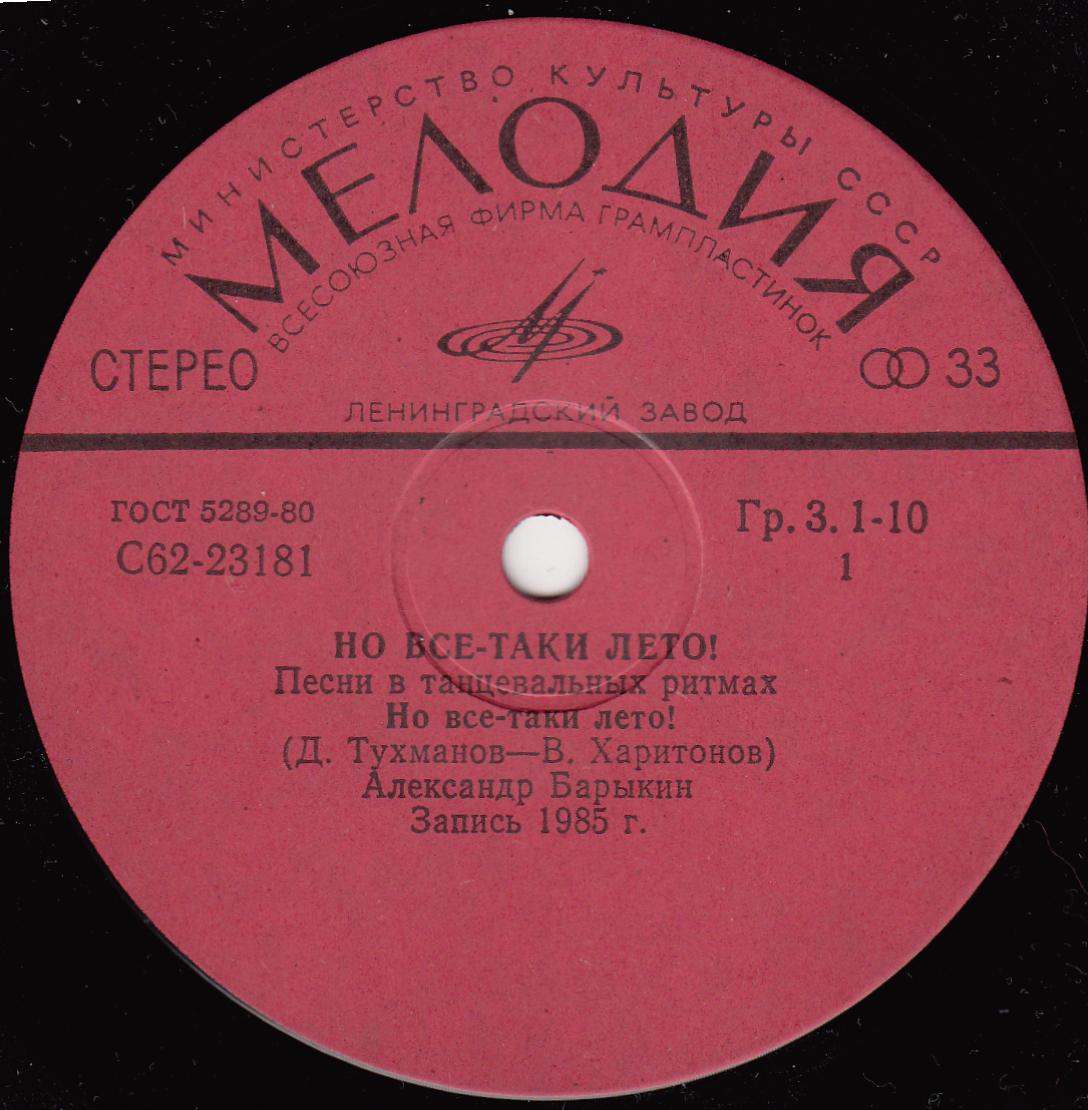 МИНИСТЕРСТВО КУЛЬТУРЫ СССР
МЕЛОДИЯ
ВСЕСОЮЗНАЯ ФИРМА ГРАМПЛАСТИНОК
СТЕРЕО
33
ЛЕНИНГРАДСКИЙ ЗАВОД
ГОСТ 5289-80
Гр. 3. 1-10
С62-23181
1
НО ВСЕ-ТАКИ ЛЕТО!
Песни в танцевальных ритмах
Но все-таки лето!
(Д. Тухманов—В. Харитонов)
Александр Барыкин
Запись 1985 г.